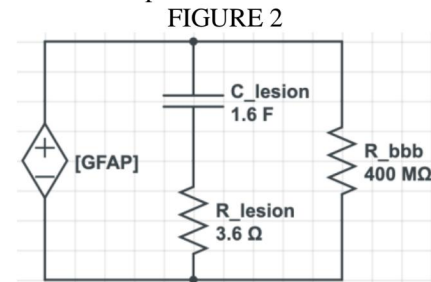 FIGURE 2
C_lesion
1.6 F
[GFAP]
R_bbb
400 MΩ
R_lesion
3.6 Ω